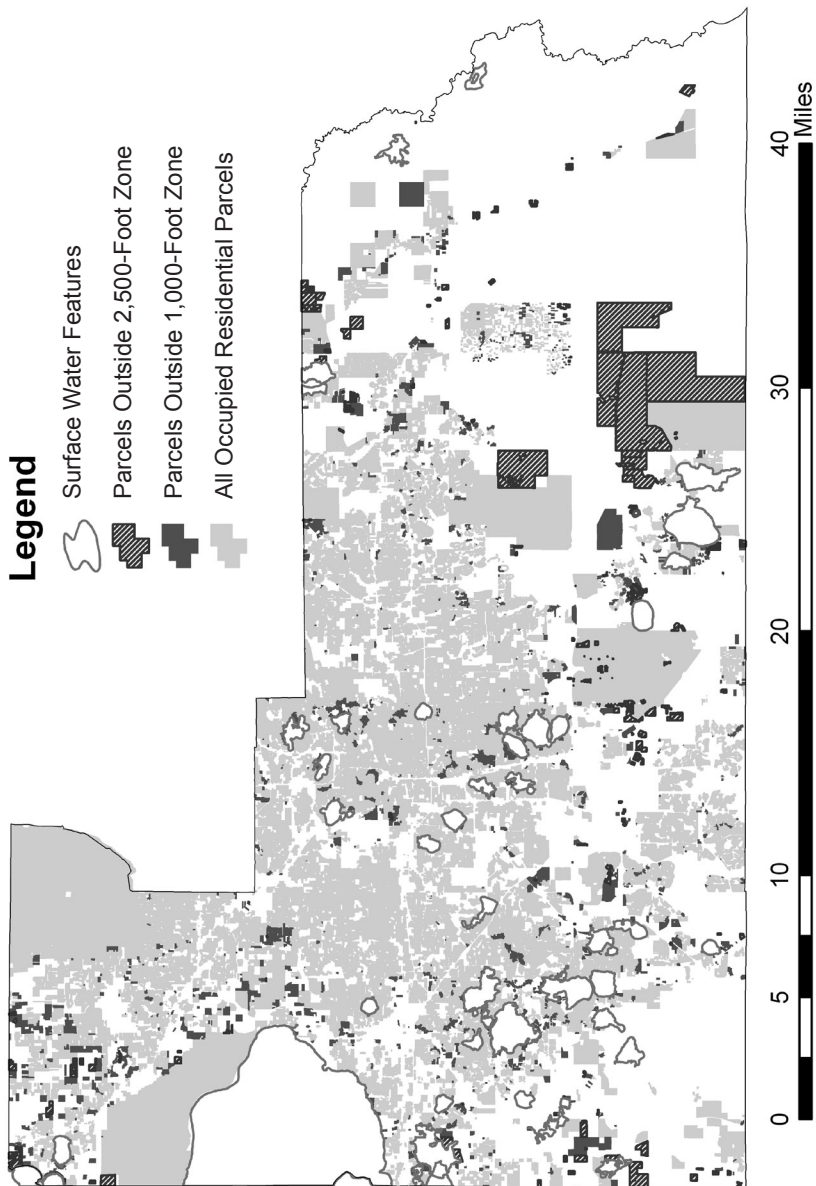 Legend
Surface Water Features
Parcels Outside 2,500-Foot Zone
Parcels Outside 1,000-Foot Zone
All Occupied Residential Parcels
0 5 10 20 30 40
Miles